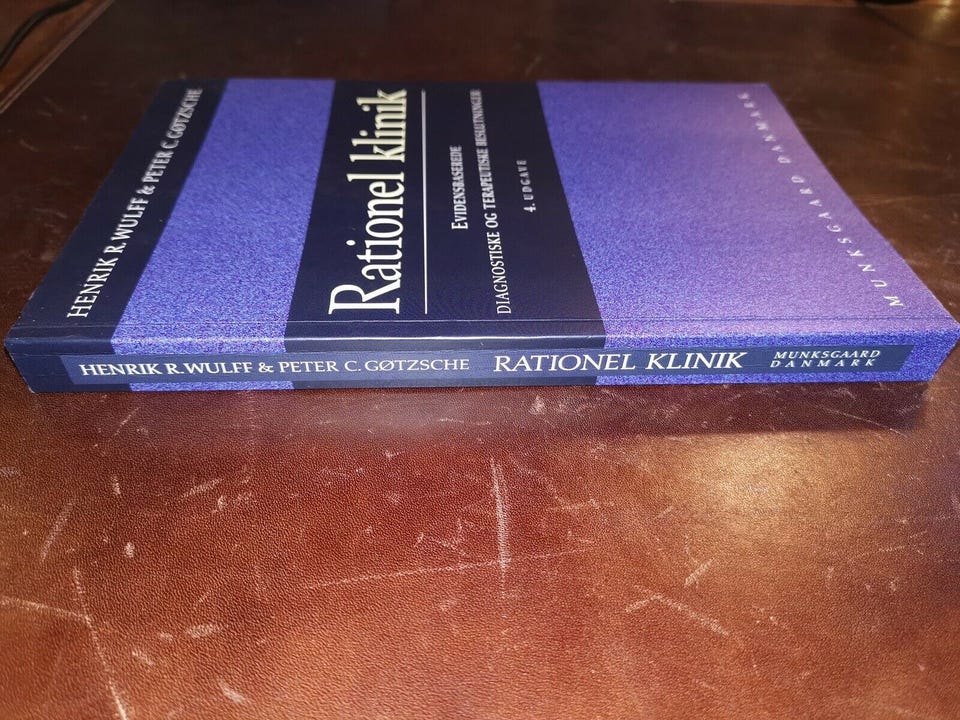 HENRIK R. WULFF & PETER C. GØTZSCHE
Rationel klinik
EVIDENSBASEREDE
DIAGNOSTISKE OG TERAPEUTISKE BESLUTNINGER
4. UDGAVE
MUNKSGAARD DANMARK
HENRIK R. WULFF & PETER C. GØTZSCHE
RATIONEL KLINIK
MUNKSGAARD
DANMARK